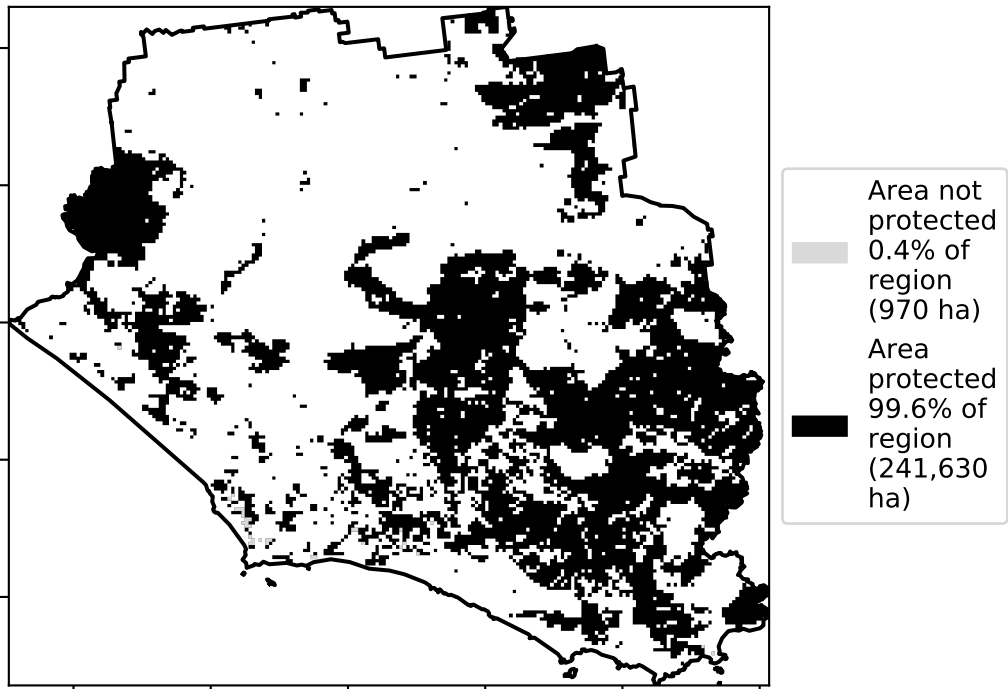 Area not
protected
0.4% of
region
(970 ha)
Area
protected
99.6% of
region
(241,630
ha)